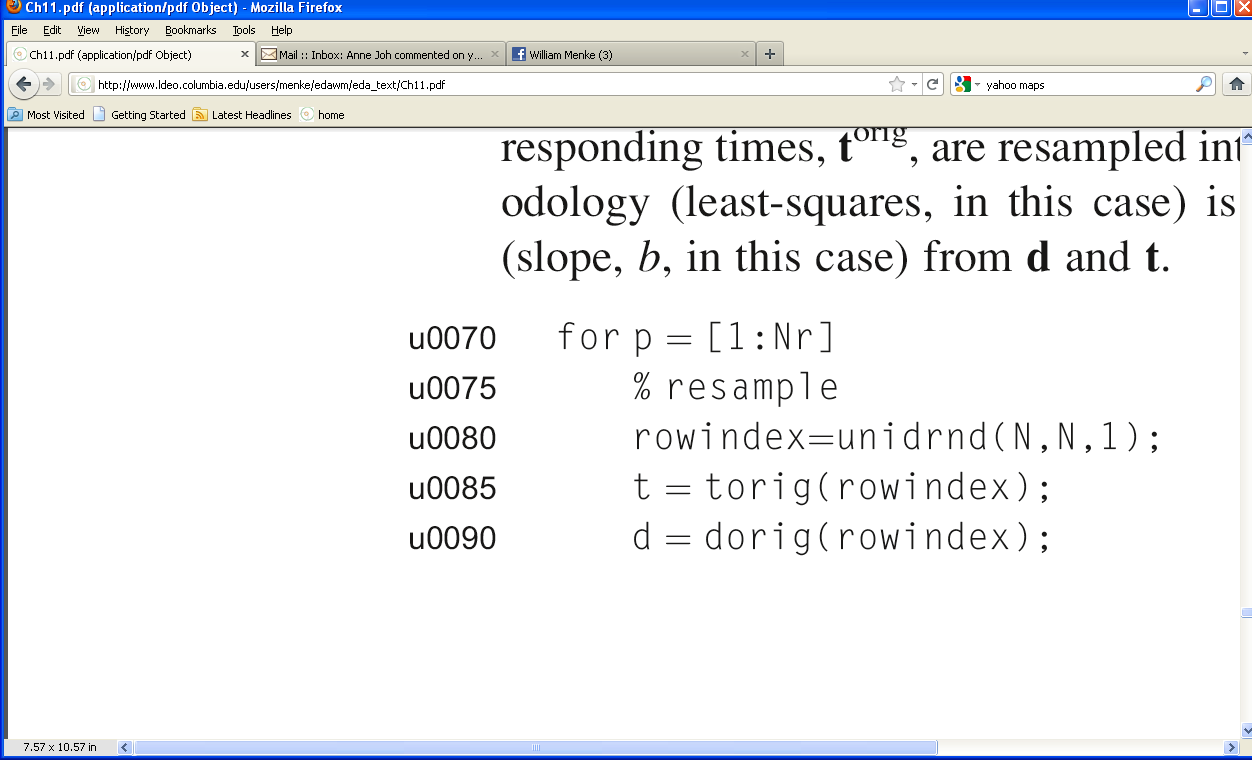 Ch11.pdf (application/pdf Object) - Mozilla Firefox
File Edit View History Bookmarks Tools Help
Ch11.pdf (application/pdf Object) Mail :: Inbox: Anne Joh commented on y... William Menke (3)
http://www.ldeo.columbia.edu/users/menke/edawm/eda_text/Ch11.pdf yahoo maps
Most Visited Getting Started Latest Headlines home
responding times, t^orig, are resampled int
odology (least-squares, in this case) is
(slope, b, in this case) from d and t.
u0070 for p = [1:Nr]
u0075 % resample
u0080 rowindex=unidrnd(N,N,1);
u0085 t = torig(rowindex);
u0090 d = dorig(rowindex);
7.57 x 10.57 in